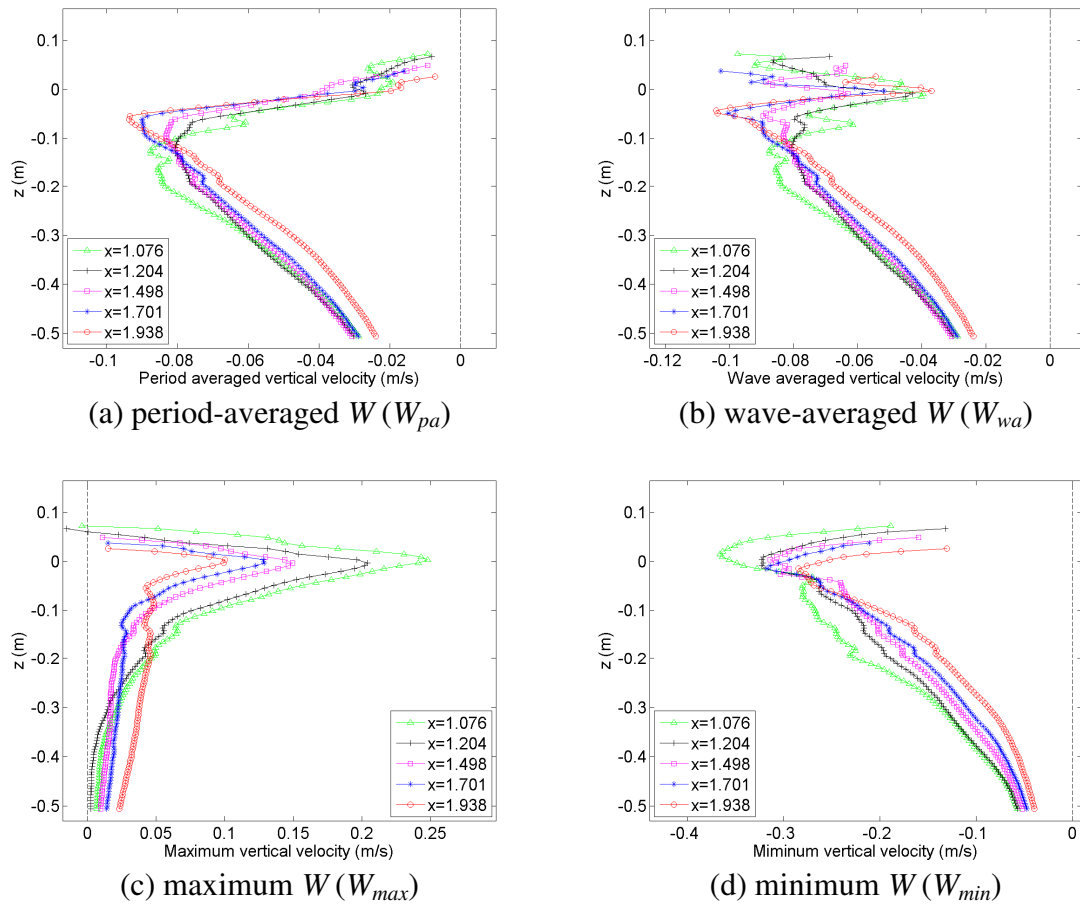 0.1
0
-0.1
-0.2
-0.3
-0.4
-0.5
z (m)
x=1.076
x=1.204
x=1.498
x=1.701
x=1.938
-0.1 -0.08 -0.06 -0.04 -0.02 0
Period averaged vertical velocity (m/s)
(a) period-averaged W (Wpa)
0.1
0
-0.1
-0.2
-0.3
-0.4
-0.5
z (m)
x=1.076
x=1.204
x=1.498
x=1.701
x=1.938
-0.12 -0.1 -0.08 -0.06 -0.04 -0.02 0
Wave averaged vertical velocity (m/s)
(b) wave-averaged W (Wwa)
0.1
0
-0.1
-0.2
-0.3
-0.4
-0.5
z (m)
x=1.076
x=1.204
x=1.498
x=1.701
x=1.938
0 0.05 0.1 0.15 0.2 0.25
Maximum vertical velocity (m/s)
(c) maximum W (Wmax)
0.1
0
-0.1
-0.2
-0.3
-0.4
-0.5
z (m)
x=1.076
x=1.204
x=1.498
x=1.701
x=1.938
-0.4 -0.3 -0.2 -0.1 0
Miminum vertical velocity (m/s)
(d) minimum W (Wmin)